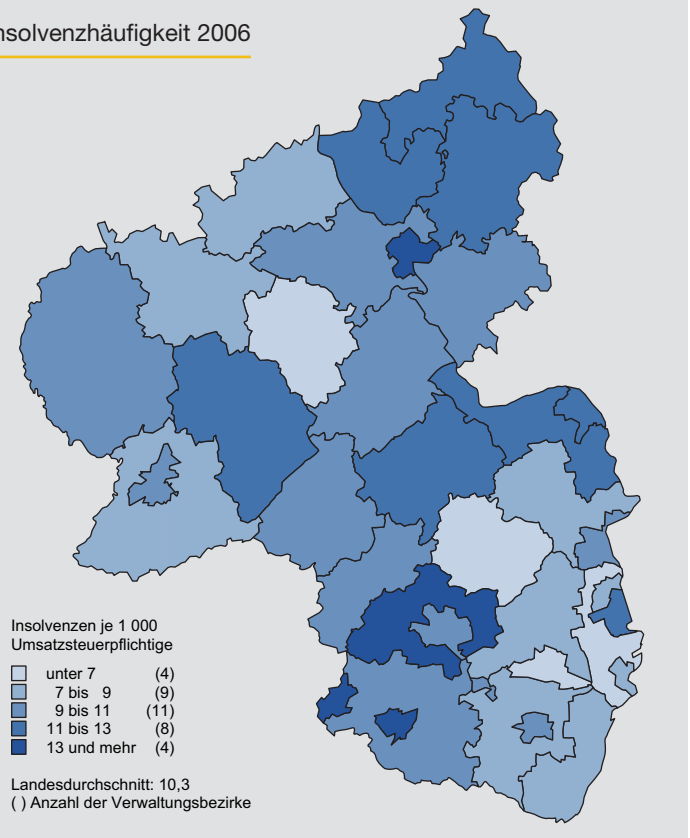 nsolvenzhäufigkeit 2006
Insolvenzen je 1 000
Umsatzsteuerpflichtige
unter 7 (4)
7 bis 9 (9)
9 bis 11 (11)
11 bis 13 (8)
13 und mehr (4)
Landesdurchschnitt: 10,3
( ) Anzahl der Verwaltungsbezirke